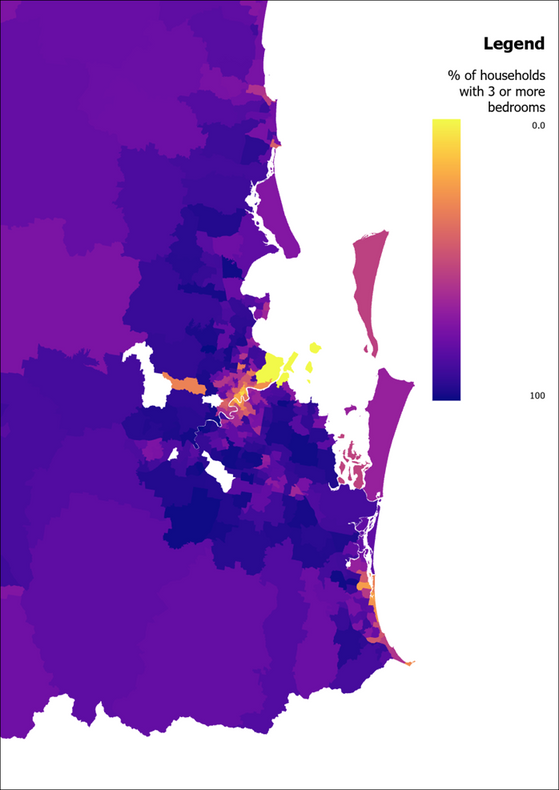 Legend
% of households
with 3 or more
bedrooms
0.0
100